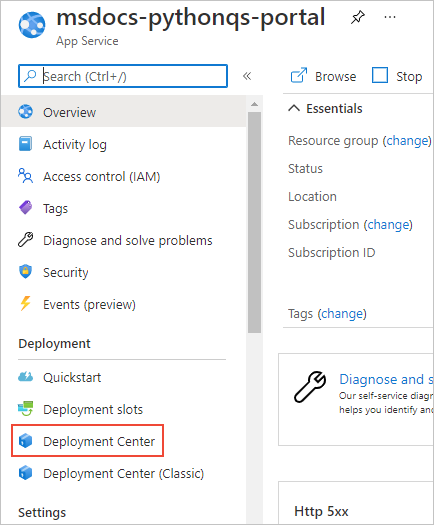 msdocs-pythonqs-portal
App Service
Search (Ctrl+/)
Overview
Activity log
Access control (IAM)
Tags
Diagnose and solve problems
Security
Events (preview)
Deployment
Quickstart
Deployment slots
Deployment Center
Deployment Center (Classic)
Settings
Browse Stop
Essentials
Resource group (change)
Status
Location
Subscription (change)
Subscription ID
Tags (change)
Diagnose and s
Our self-service diag
helps you identify an
Http 5xx